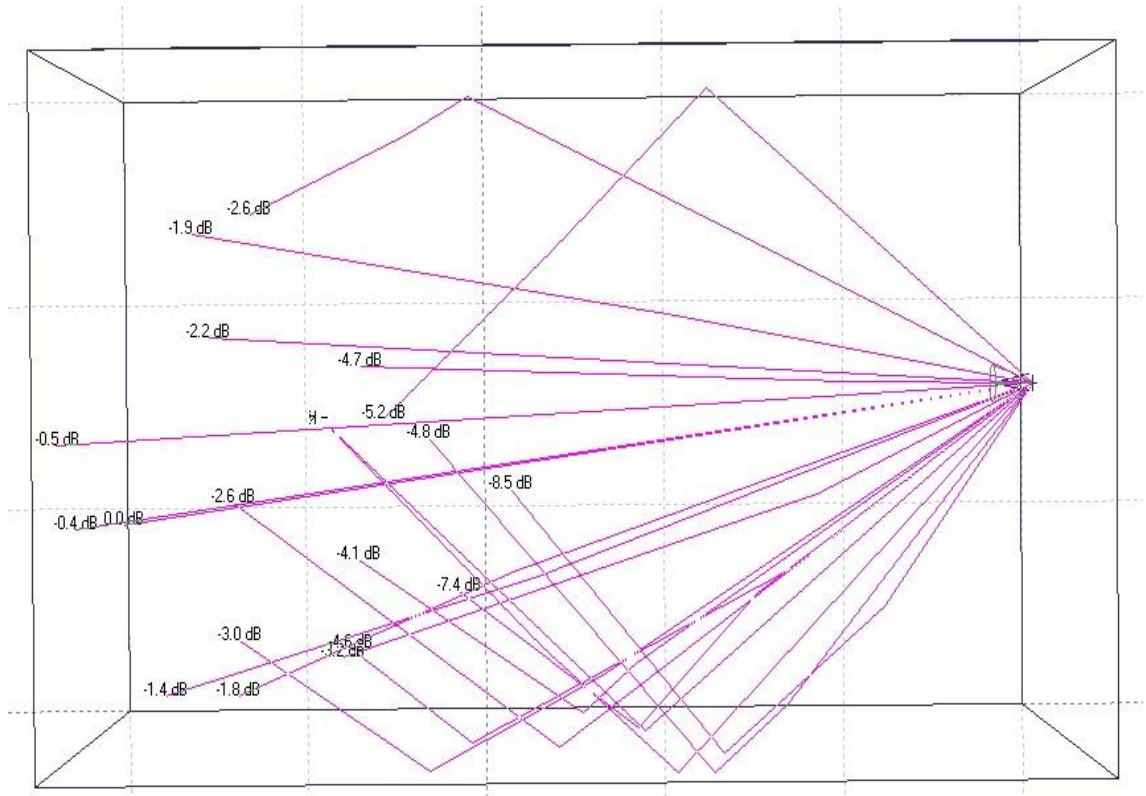 -2.6 dB
-1.9 dB
-2.2 dB
-4.7 dB
-5.2 dB
-4.8 dB
-0.5 dB
-8.5 dB
-2.6 dB
-0.4 dB
0.0 dB
-4.1 dB
-7.4 dB
-3.0 dB
-4.6 dB
-3.2 dB
-1.4 dB
-1.8 dB